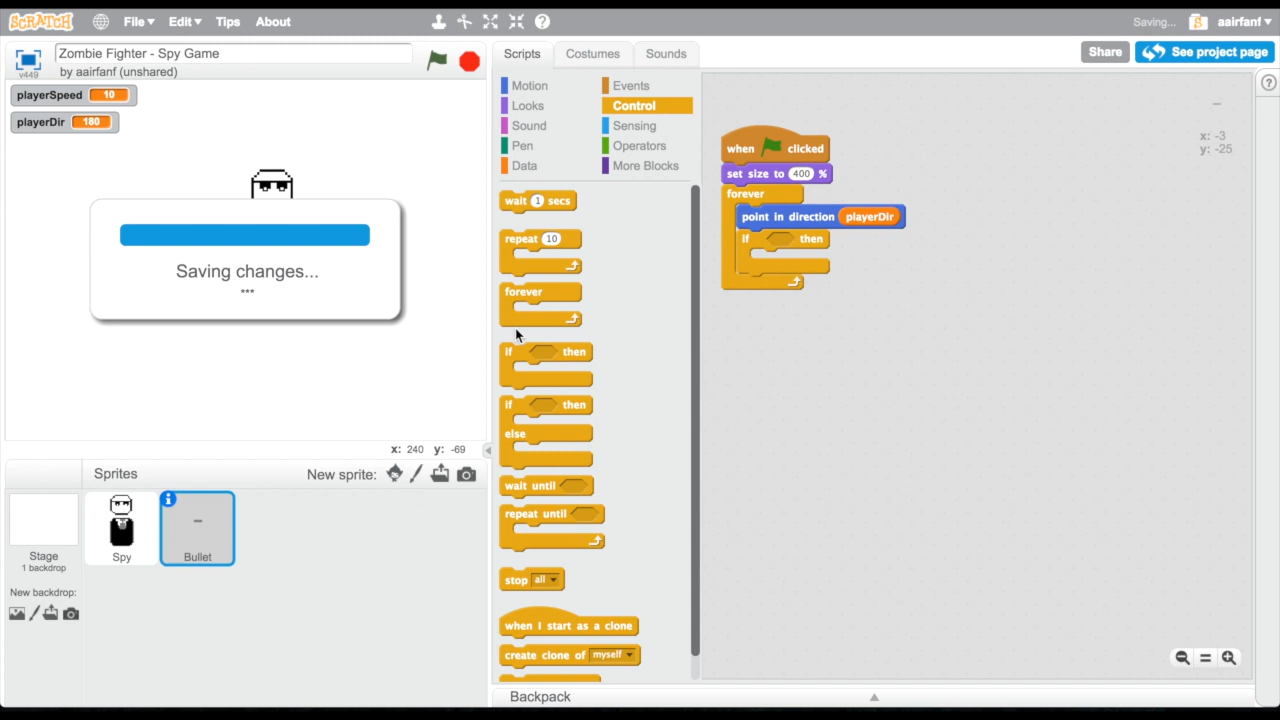 SCRATCH File▼ Edit▼ Tips About Saving... aairfanf▼
Zombie Fighter - Spy Game
by aairfanf (unshared)
v449
Scripts Costumes Sounds
Share See project page
playerSpeed 10
playerDir 180
Saving changes...
***
x: 240 y: -69
Sprites New sprite:
Stage
1 backdrop
New backdrop:
Spy
Bullet
Motion
Looks
Sound
Pen
Data
Events
Control
Sensing
Operators
More Blocks
wait 1 secs
repeat 10
forever
if then
if then
else
wait until
repeat until
stop all
when I start as a clone
create clone of myself
when clicked
set size to 400 %
forever
point in direction playerDir
if then
x: -3
y: -25
Backpack